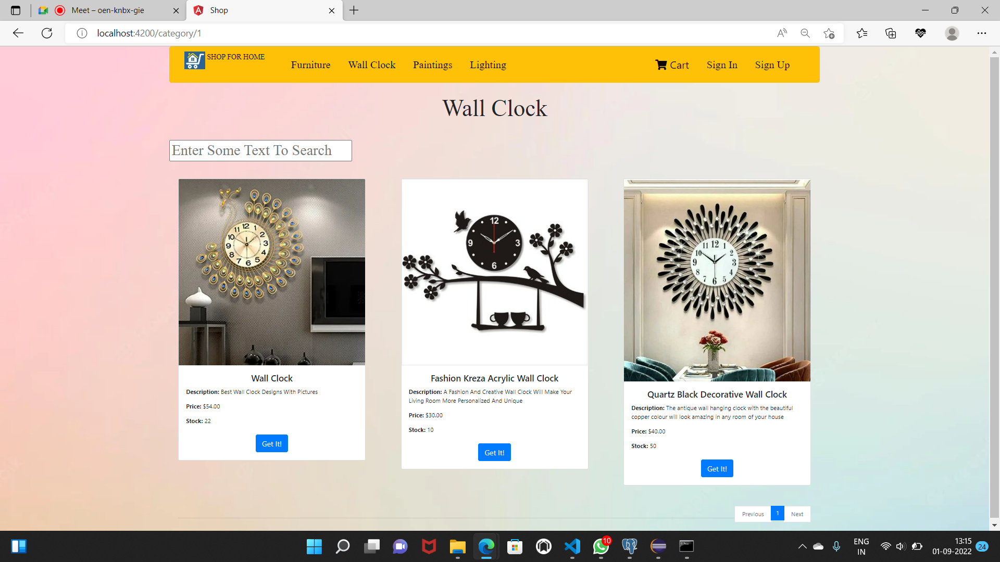 Meet – oen-knbx-gie
Shop
localhost:4200/category/1
SHOP FOR HOME
Furniture
Wall Clock
Paintings
Lighting
Cart
Sign In
Sign Up
Wall Clock
Enter Some Text To Search
11 12 1
10 2
9 3
8 4
7 6 5
12
9 3
6
11 12 1
10 2
9 3
8 4
7 6 5
Wall Clock
Description: Best Wall Clock Designs With Pictures
Price: $54.00
Stock: 22
Get It!
Fashion Kreza Acrylic Wall Clock
Description: A Fashion And Creative Wall Clock Will Make Your
Living Room More Personalized And Unique
Price: $30.00
Stock: 10
Get It!
Quartz Black Decorative Wall Clock
Description: The antique wall hanging clock with the beautiful
copper colour will look amazing in any room of your house
Price: $40.00
Stock: 50
Get It!
Previous
1
Next
10
ENG
IN
13:15
01-09-2022
24